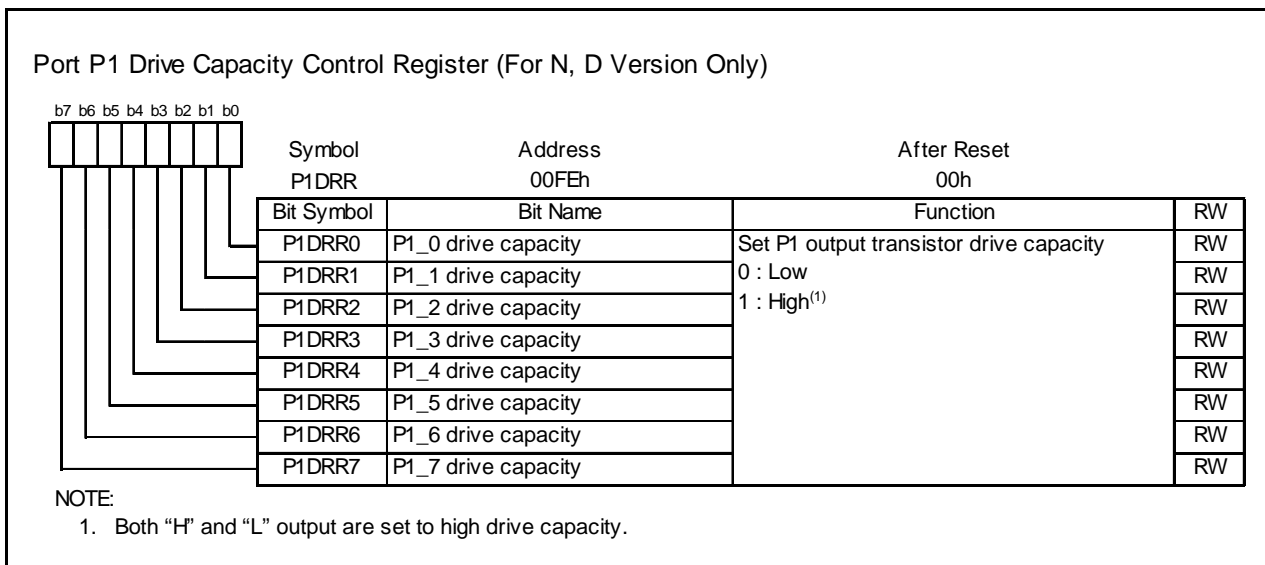 Port P1 Drive Capacity Control Register (For N, D Version Only)
b7 b6 b5 b4 b3 b2 b1 b0
Symbol Address After Reset
P1DRR 00FEh 00h
Bit Symbol Bit Name Function RW
P1DRR0 P1_0 drive capacity Set P1 output transistor drive capacity RW
P1DRR1 P1_1 drive capacity 0 : Low RW
P1DRR2 P1_2 drive capacity 1 : High(1) RW
P1DRR3 P1_3 drive capacity RW
P1DRR4 P1_4 drive capacity RW
P1DRR5 P1_5 drive capacity RW
P1DRR6 P1_6 drive capacity RW
P1DRR7 P1_7 drive capacity RW
NOTE:
1. Both “H” and “L” output are set to high drive capacity.